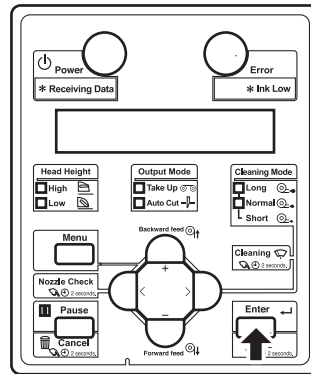 Power
Error
* Receiving Data
* Ink Low
Head Height
High
Low
Output Mode
Take Up
Auto Cut
Cleaning Mode
Long
Normal
Short
Menu
Backward feed
+
Cleaning
2 seconds
Nozzle Check
2 seconds
< >
Pause
Enter
−
Cancel
2 seconds
Forward feed